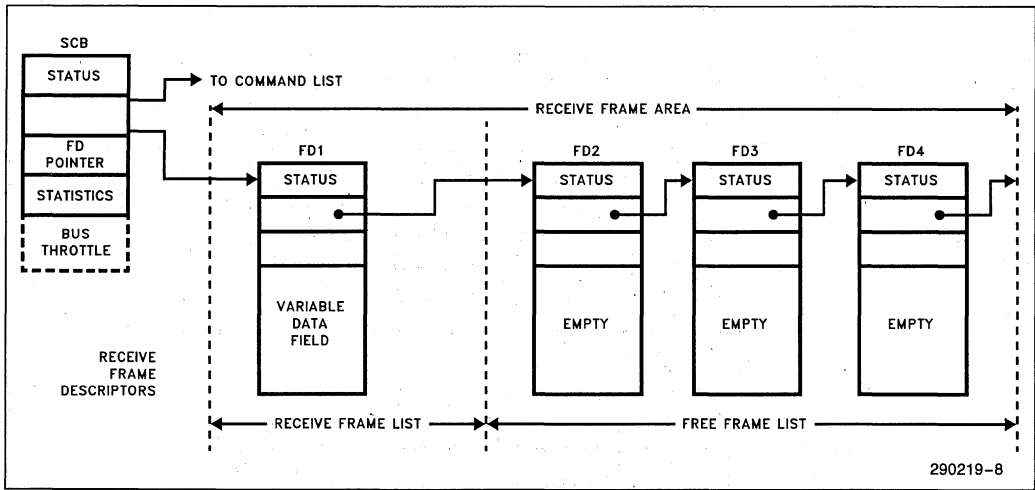 SCB
STATUS
TO COMMAND LIST
RECEIVE FRAME AREA
FD
POINTER
STATISTICS
BUS
THROTTLE
FD1
STATUS
VARIABLE
DATA
FIELD
FD2
STATUS
EMPTY
FD3
STATUS
EMPTY
FD4
STATUS
EMPTY
RECEIVE
FRAME
DESCRIPTORS
RECEIVE FRAME LIST
FREE FRAME LIST
290219-8